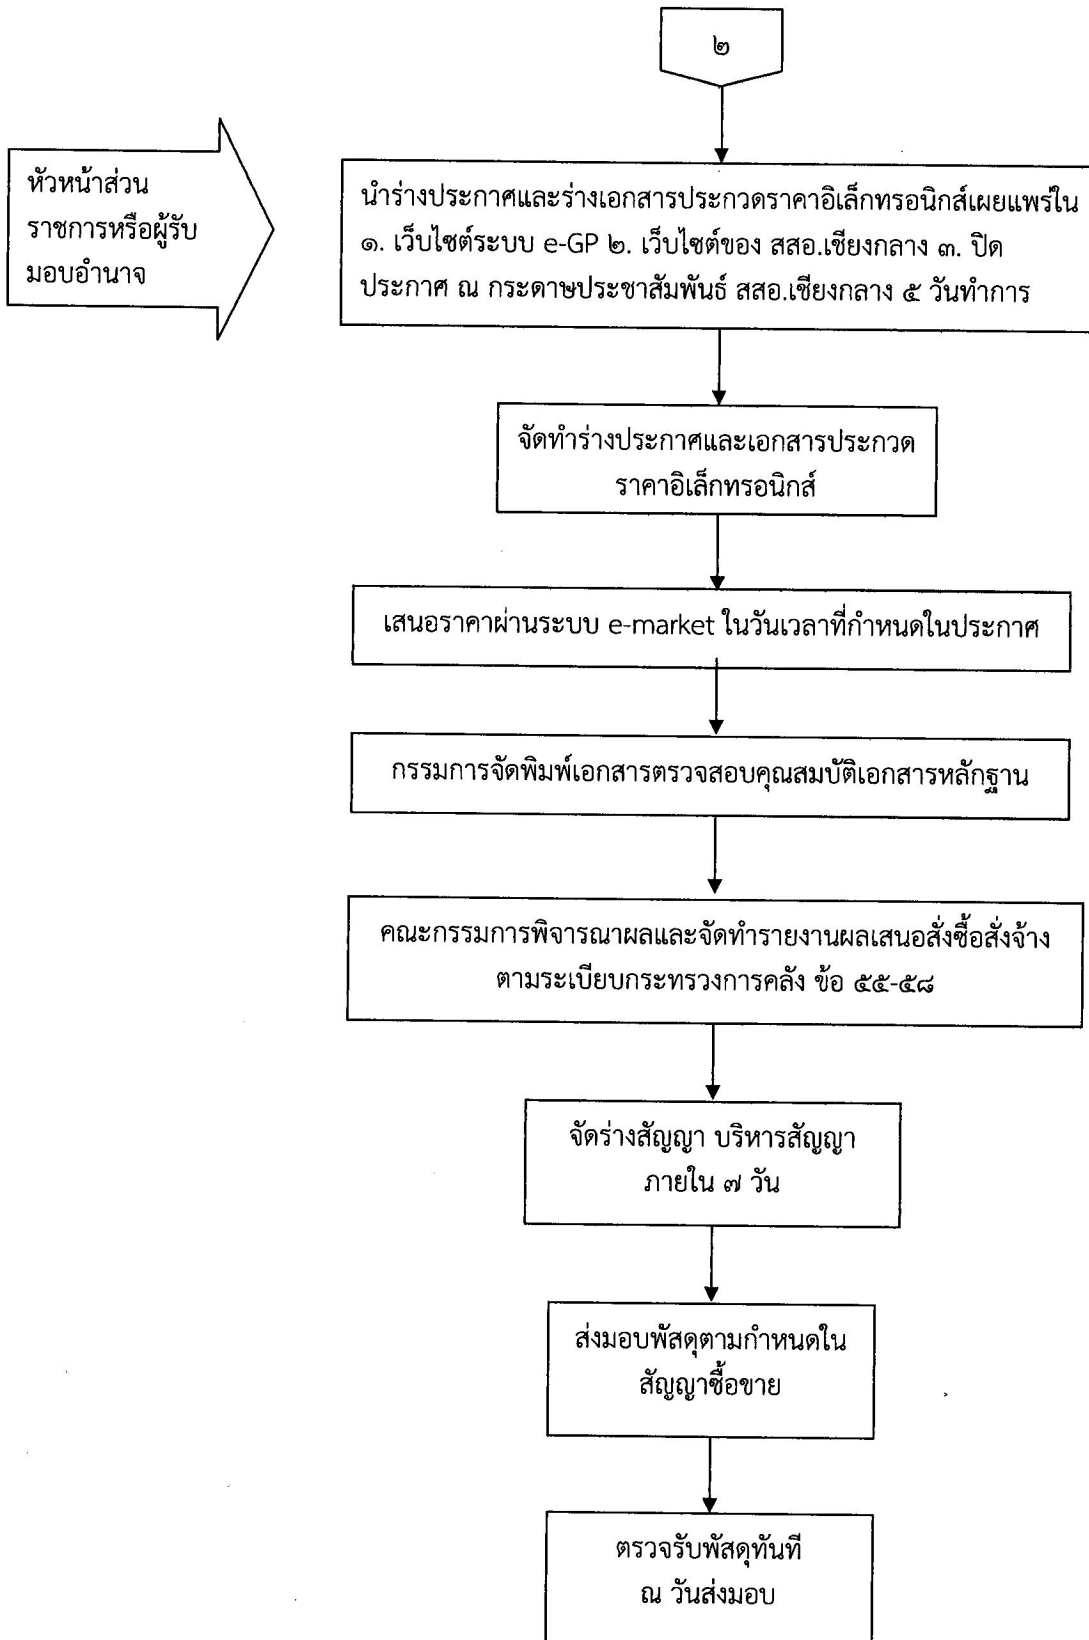 ๒
หัวหน้าส่วน
ราชการหรือผู้รับ
มอบอำนาจ
นำร่างประกาศและร่างเอกสารประกวดราคาอิเล็กทรอนิกส์เผยแพร่ใน
๑. เว็บไซต์ระบบ e-GP ๒. เว็บไซต์ของ สสอ.เชียงกลาง ๓. ปิด
ประกาศ ณ กระดาษประชาสัมพันธ์ สสอ.เชียงกลาง ๕ วันทำการ
จัดทำร่างประกาศและเอกสารประกวด
ราคาอิเล็กทรอนิกส์
เสนอราคาผ่านระบบ e-market ในวันเวลาที่กำหนดในประกาศ
กรรมการจัดพิมพ์เอกสารตรวจสอบคุณสมบัติเอกสารหลักฐาน
คณะกรรมการพิจารณาผลและจัดทำรายงานผลเสนอสั่งซื้อสั่งจ้าง
ตามระเบียบกระทรวงการคลัง ข้อ ๕๕-๕๘
จัดร่างสัญญา บริหารสัญญา
ภายใน ๗ วัน
ส่งมอบพัสดุตามกำหนดใน
สัญญาซื้อขาย
ตรวจรับพัสดุทันที
ณ วันส่งมอบ